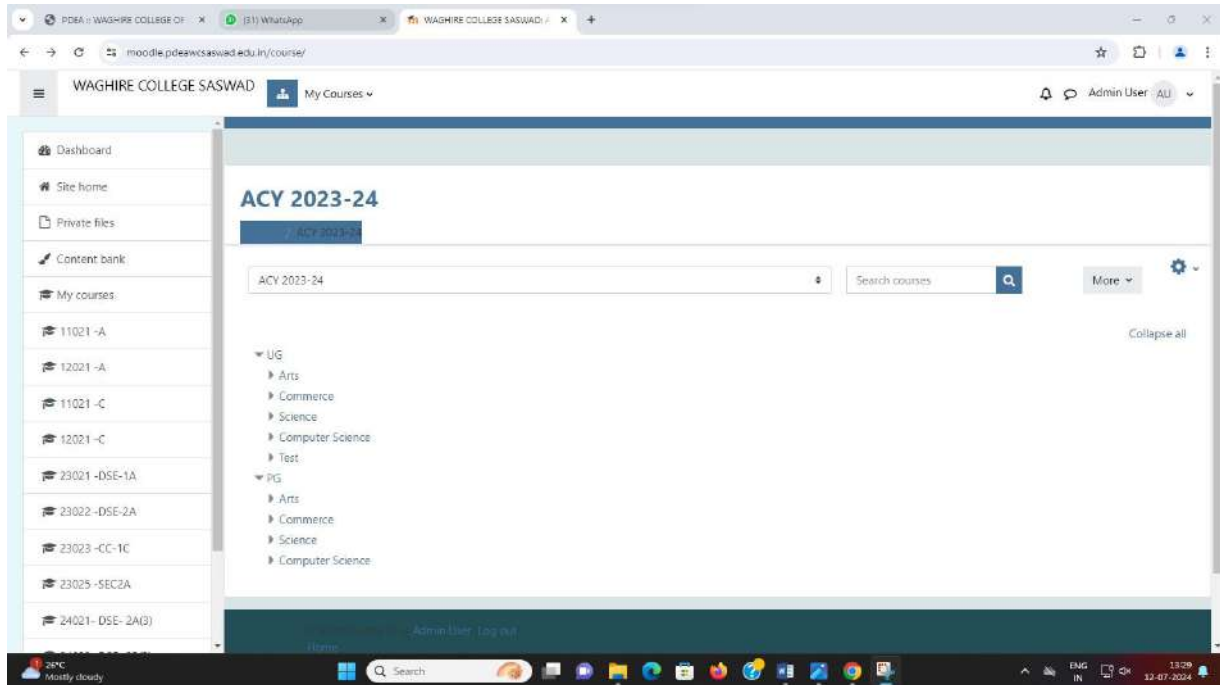 PDEA :: WAGHIRE COLLEGE OF
(31) WhatsApp
WAGHIRE COLLEGE SASWAD: A
moodle.pdeawcsaswad.edu.in/course/
WAGHIRE COLLEGE SASWAD
My Courses
Admin User AU
Dashboard
Site home
Private files
Content bank
My courses
11021 -A
12021 -A
11021 -C
12021 -C
23021 -DSE-1A
23022 -DSE-2A
23023 -CC-1C
23025 -SEC2A
24021- DSE- 2A(3)
ACY 2023-24
/ ACY 2023-24
ACY 2023-24
Search courses
More
Collapse all
UG
Arts
Commerce
Science
Computer Science
Test
PG
Arts
Commerce
Science
Computer Science
Admin User Log out
Home
26°C
Mostly cloudy
Search
ENG
IN
13:29
12-07-2024